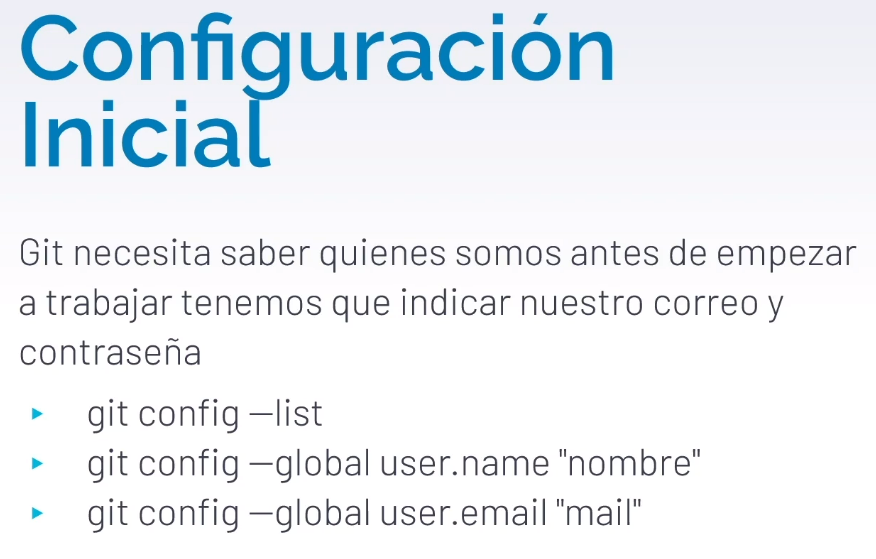 Configuración
Inicial
Git necesita saber quienes somos antes de empezar
a trabajar tenemos que indicar nuestro correo y
contraseña
git config —list
git config —global user.name "nombre"
git config —global user.email "mail"